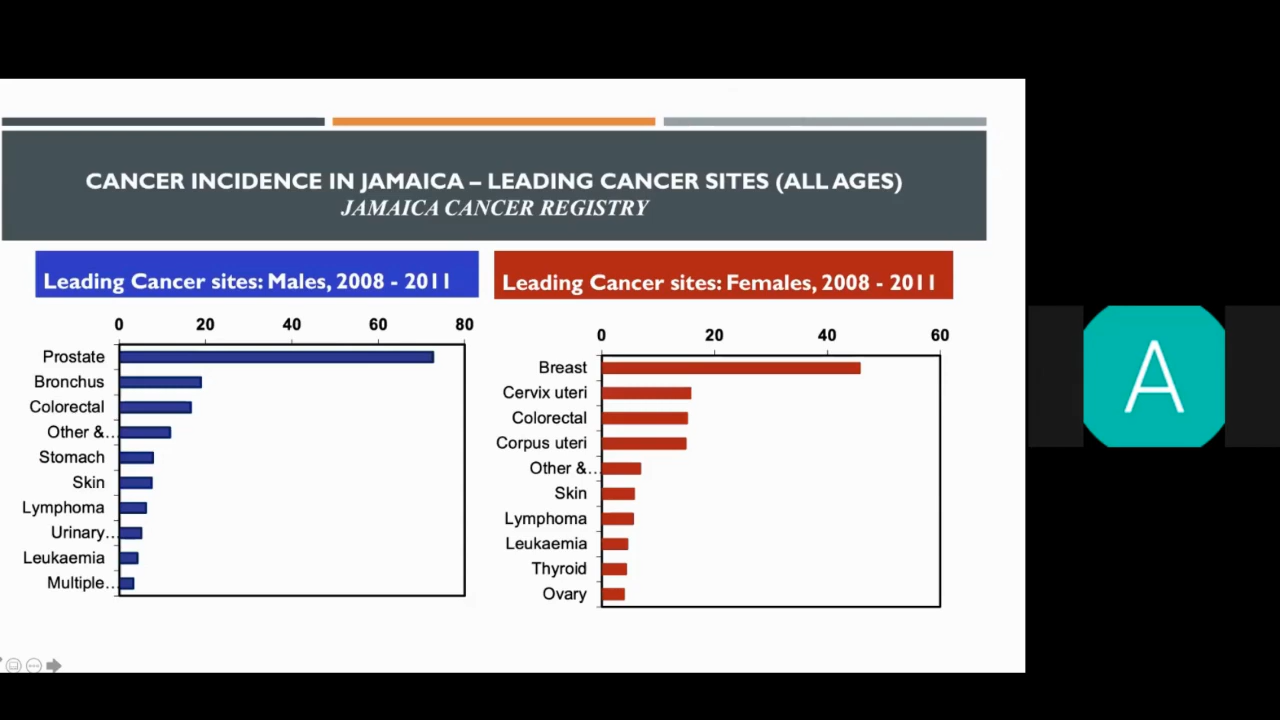 CANCER INCIDENCE IN JAMAICA – LEADING CANCER SITES (ALL AGES)
JAMAICA CANCER REGISTRY
Leading Cancer sites: Males, 2008 - 2011
0 20 40 60 80
Prostate
Bronchus
Colorectal
Other &…
Stomach
Skin
Lymphoma
Urinary…
Leukaemia
Multiple…
Leading Cancer sites: Females, 2008 - 2011
0 20 40 60
Breast
Cervix uteri
Colorectal
Corpus uteri
Other &…
Skin
Lymphoma
Leukaemia
Thyroid
Ovary
A